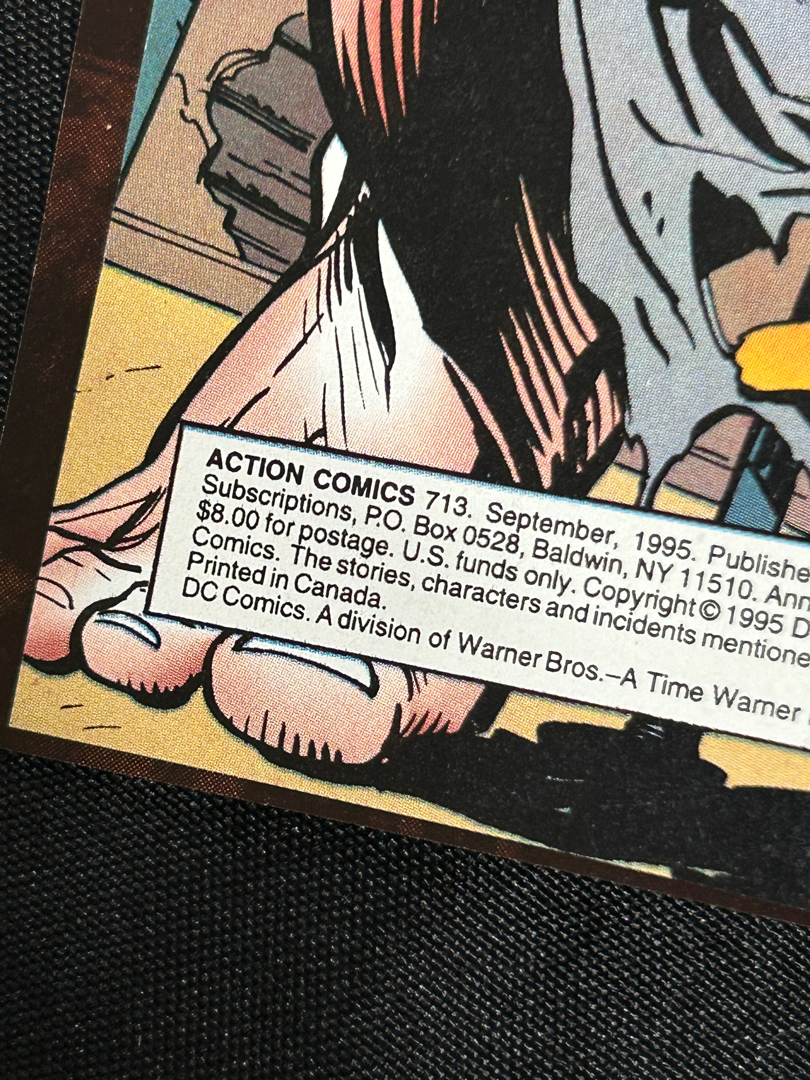 ACTION COMICS 713. September, 1995. Publishe
Subscriptions, P.O. Box 0528, Baldwin, NY 11510. Ann
$8.00 for postage. U.S. funds only. Copyright © 1995 D
Comics. The stories, characters and incidents mentione
Printed in Canada.
DC Comics. A division of Warner Bros.–A Time Warner